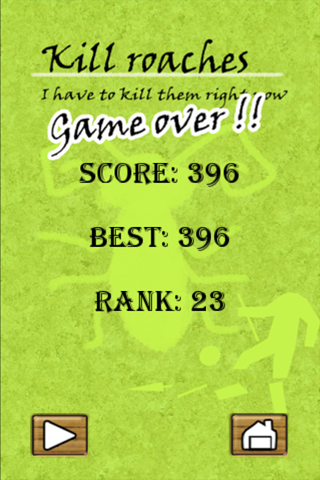 Kill roaches
I have to kill them right now
Game over !!
SCORE: 396
BEST: 396
RANK: 23